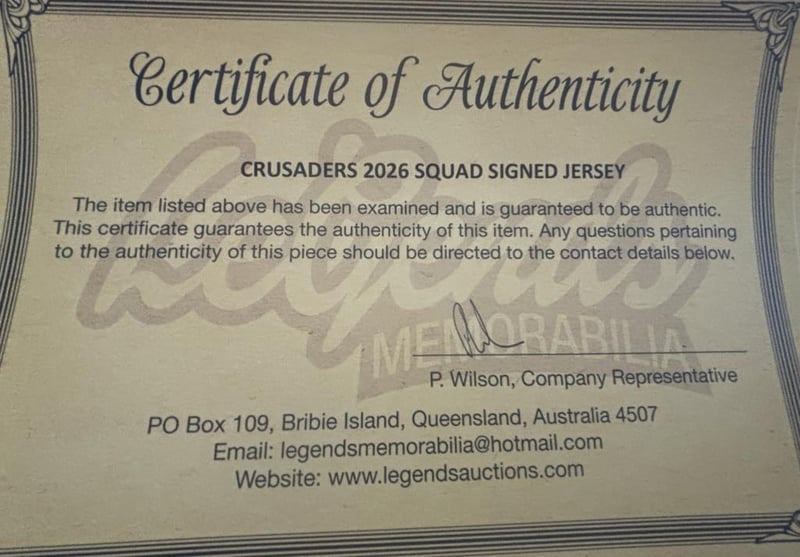 Certificate of Authenticity
CRUSADERS 2026 SQUAD SIGNED JERSEY
The item listed above has been examined and is guaranteed to be authentic.
This certificate guarantees the authenticity of this item. Any questions pertaining
to the authenticity of this piece should be directed to the contact details below.
Legends
MEMORABILIA
P. Wilson, Company Representative
PO Box 109, Bribie Island, Queensland, Australia 4507
Email: legendsmemorabilia@hotmail.com
Website: www.legendsauctions.com